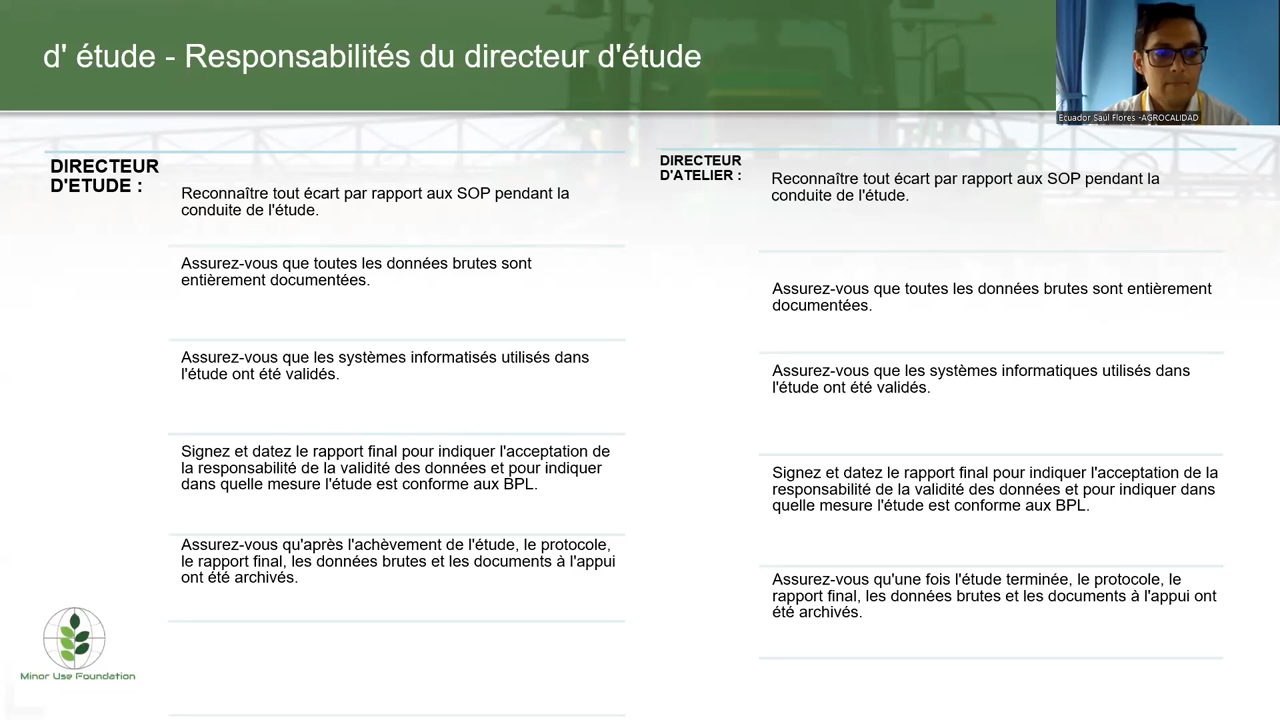 d' étude - Responsabilités du directeur d'étude
Ecuador Saul Flores -AGROCALIDAD
DIRECTEUR
D'ETUDE :
Reconnaître tout écart par rapport aux SOP pendant la
conduite de l'étude.
Assurez-vous que toutes les données brutes sont
entièrement documentées.
Assurez-vous que les systèmes informatisés utilisés dans
l'étude ont été validés.
Signez et datez le rapport final pour indiquer l'acceptation de
la responsabilité de la validité des données et pour indiquer
dans quelle mesure l'étude est conforme aux BPL.
Assurez-vous qu'après l'achèvement de l'étude, le protocole,
le rapport final, les données brutes et les documents à l'appui
ont été archivés.
DIRECTEUR
D'ATELIER :
Reconnaître tout écart par rapport aux SOP pendant la
conduite de l'étude.
Assurez-vous que toutes les données brutes sont entièrement
documentées.
Assurez-vous que les systèmes informatiques utilisés dans
l'étude ont été validés.
Signez et datez le rapport final pour indiquer l'acceptation de la
responsabilité de la validité des données et pour indiquer dans
quelle mesure l'étude est conforme aux BPL.
Assurez-vous qu'une fois l'étude terminée, le protocole, le
rapport final, les données brutes et les documents à l'appui ont
été archivés.
Minor Use Foundation